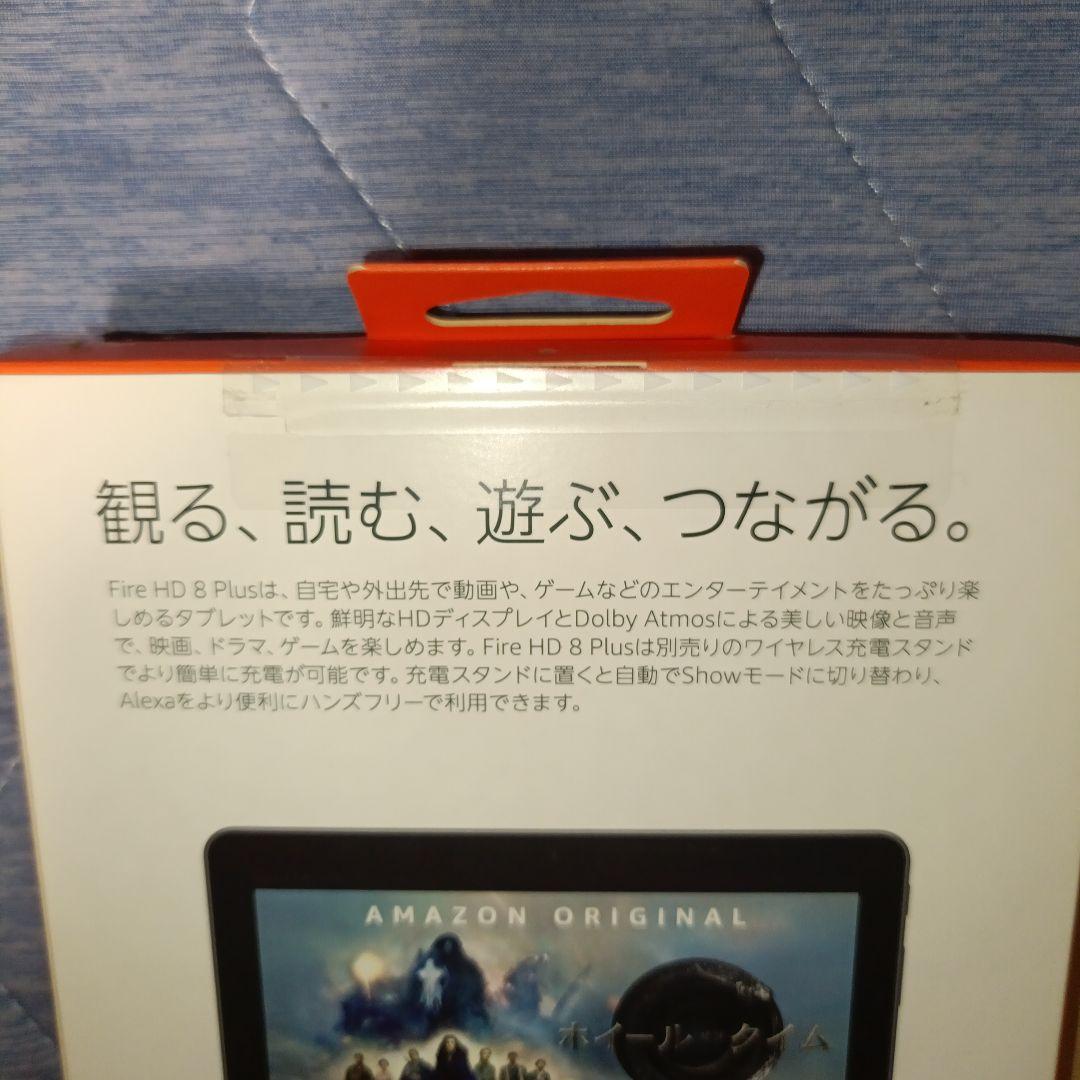 観る、読む、遊ぶ、つながる。
Fire HD 8 Plusは、自宅や外出先で動画や、ゲームなどのエンターテイメントをたっぷり楽
しめるタブレットです。鮮明なHDディスプレイとDolby Atmosによる美しい映像と音声
で、映画、ドラマ、ゲームを楽しめます。Fire HD 8 Plusは別売りのワイヤレス充電スタンド
でより簡単に充電が可能です。充電スタンドに置くと自動でShowモードに切り替わり、
Alexaをより便利にハンズフリーで利用できます。
AMAZON ORIGINAL
ホイール・オブ・タイム